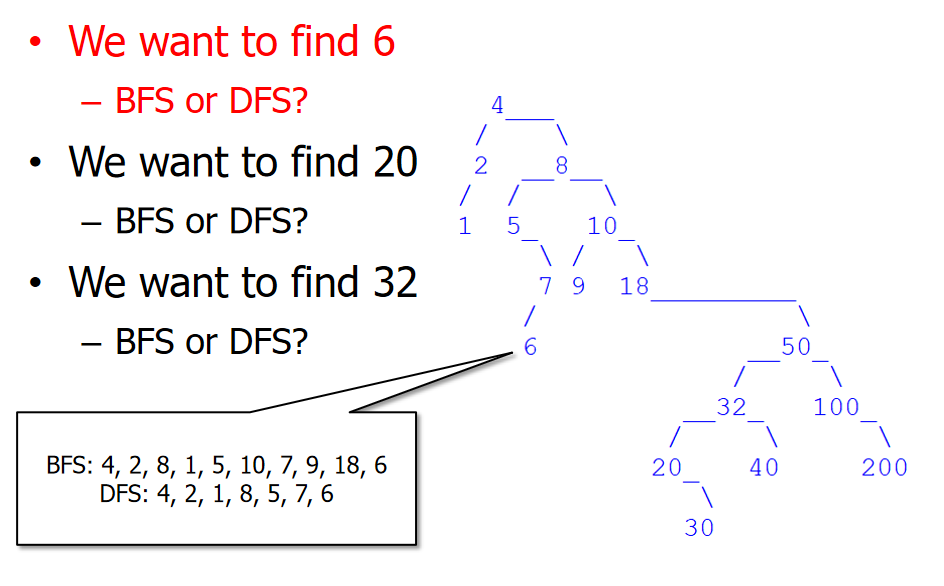 • We want to find 6
– BFS or DFS?
• We want to find 20
– BFS or DFS?
• We want to find 32
– BFS or DFS?
4
2 8
1 5 10
7 9 18
6 50
32 100
20 40 200
30
BFS: 4, 2, 8, 1, 5, 10, 7, 9, 18, 6
DFS: 4, 2, 1, 8, 5, 7, 6